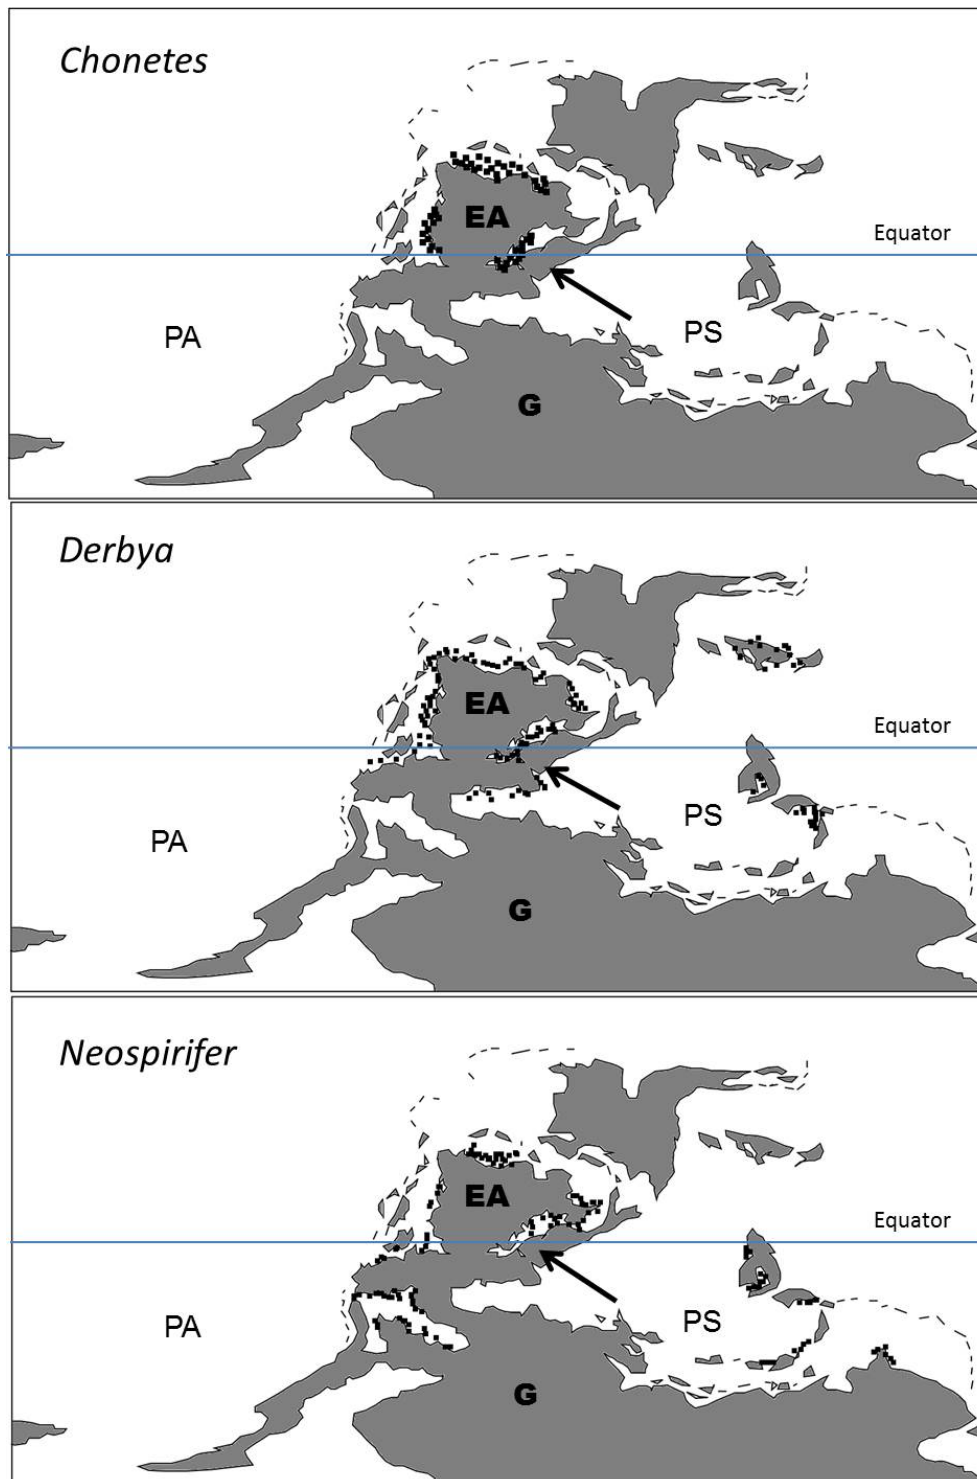 Chonetes
EA
Equator
PA
PS
G
Derbya
EA
Equator
PS
PA
G
Neospirifer
EA
Equator
PS
PA
G